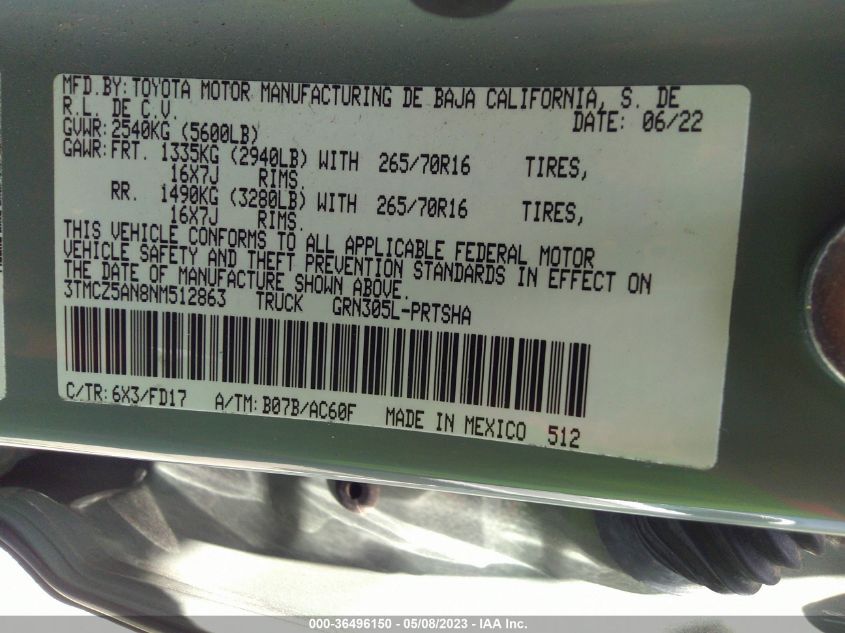 MFD.BY: TOYOTA MOTOR MANUFACTURING DE BAJA CALIFORNIA, S. DE
R.L. DE C.V. DATE: 06/22
GVWR: 2540KG (5600LB)
GAWR: FRT. 1335KG (2940LB) WITH 265/70R16 TIRES,
16X7J RIMS.
RR. 1490KG (3280LB) WITH 265/70R16 TIRES,
16X7J RIMS.
THIS VEHICLE CONFORMS TO ALL APPLICABLE FEDERAL MOTOR
VEHICLE SAFETY AND THEFT PREVENTION STANDARDS IN EFFECT ON
THE DATE OF MANUFACTURE SHOWN ABOVE.
3TMCZ5AN8NM512863 TRUCK GRN305L-PRTSHA
C/TR: 6X3/FD17 A/TM: B07B/AC60F MADE IN MEXICO 512
000-36496150 - 05/08/2023 - IAA Inc.